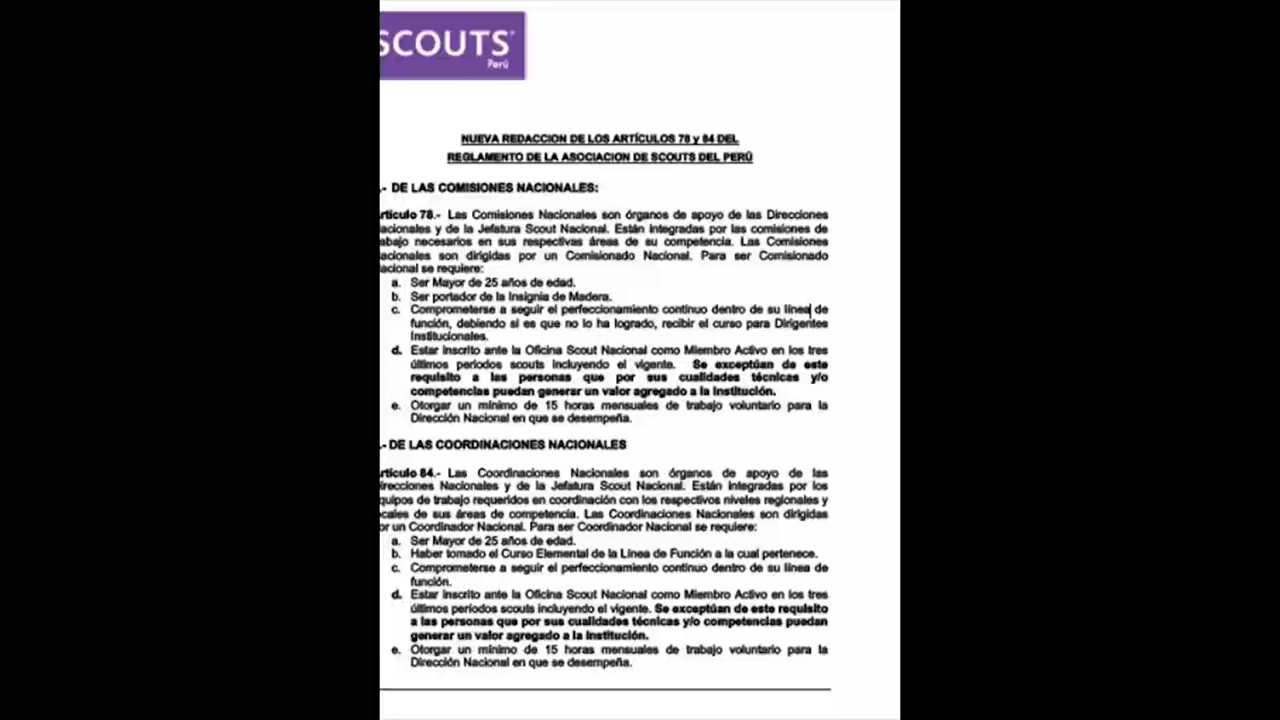 SCOUTS
Perú
NUEVA REDACCION DE LOS ARTÍCULOS 78 y 84 DEL
REGLAMENTO DE LA ASOCIACION DE SCOUTS DEL PERÚ
.- DE LAS COMISIONES NACIONALES:
rtículo 78.- Las Comisiones Nacionales son órganos de apoyo de las Direcciones
acionales y de la Jefatura Scout Nacional. Están integradas por las comisiones de
abajo necesarios en sus respectivas áreas de su competencia. Las Comisiones
acionales son dirigidas por un Comisionado Nacional. Para ser Comisionado
acional se requiere:
a. Ser Mayor de 25 años de edad.
b. Ser portador de la Insignia de Madera.
c. Comprometerse a seguir el perfeccionamiento continuo dentro de su línea de
función, debiendo si es que no lo ha logrado, recibir el curso para Dirigentes
Institucionales.
d. Estar inscrito ante la Oficina Scout Nacional como Miembro Activo en los tres
últimos periodos scouts incluyendo el vigente. Se exceptúan de este
requisito a las personas que por sus cualidades técnicas y/o
competencias puedan generar un valor agregado a la Institución.
e. Otorgar un mínimo de 15 horas mensuales de trabajo voluntario para la
Dirección Nacional en que se desempeña.
.- DE LAS COORDINACIONES NACIONALES
rtículo 84.- Las Coordinaciones Nacionales son órganos de apoyo de las
irecciones Nacionales y de la Jefatura Scout Nacional. Están integradas por los
quipos de trabajo requeridos en coordinación con los respectivos niveles regionales y
cales de sus áreas de competencia. Las Coordinaciones Nacionales son dirigidas
or un Coordinador Nacional. Para ser Coordinador Nacional se requiere:
a. Ser Mayor de 25 años de edad.
b. Haber tomado el Curso Elemental de la Línea de Función a la cual pertenece.
c. Comprometerse a seguir el perfeccionamiento continuo dentro de su línea de
función.
d. Estar inscrito ante la Oficina Scout Nacional como Miembro Activo en los tres
últimos períodos scouts incluyendo el vigente. Se exceptúan de este requisito
a las personas que por sus cualidades técnicas y/o competencias puedan
generar un valor agregado a la Institución.
e. Otorgar un mínimo de 15 horas mensuales de trabajo voluntario para la
Dirección Nacional en que se desempeña.